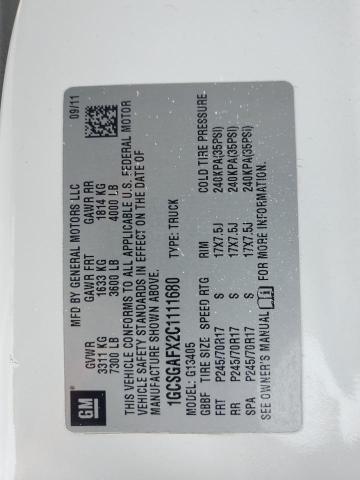 GM
MFD BY GENERAL MOTORS LLC 09/11
GVWR GAWR FRT GAWR RR
3311 KG 1633 KG 1814 KG
7300 LB 3600 LB 4000 LB
THIS VEHICLE CONFORMS TO ALL APPLICABLE U.S. FEDERAL MOTOR
VEHICLE SAFETY STANDARDS IN EFFECT ON THE DATE OF
MANUFACTURE SHOWN ABOVE.
1GCSGAFX2C1111680 TYPE: TRUCK
MODEL: G13405
GBBF TIRE SIZE SPEED RTG RIM COLD TIRE PRESSURE
FRT P245/70R17 S 17X7.5J 240KPA(35PSI)
RR P245/70R17 S 17X7.5J 240KPA(35PSI)
SPA P245/70R17 S 17X7.5J 240KPA(35PSI)
SEE OWNER'S MANUAL FOR MORE INFORMATION.